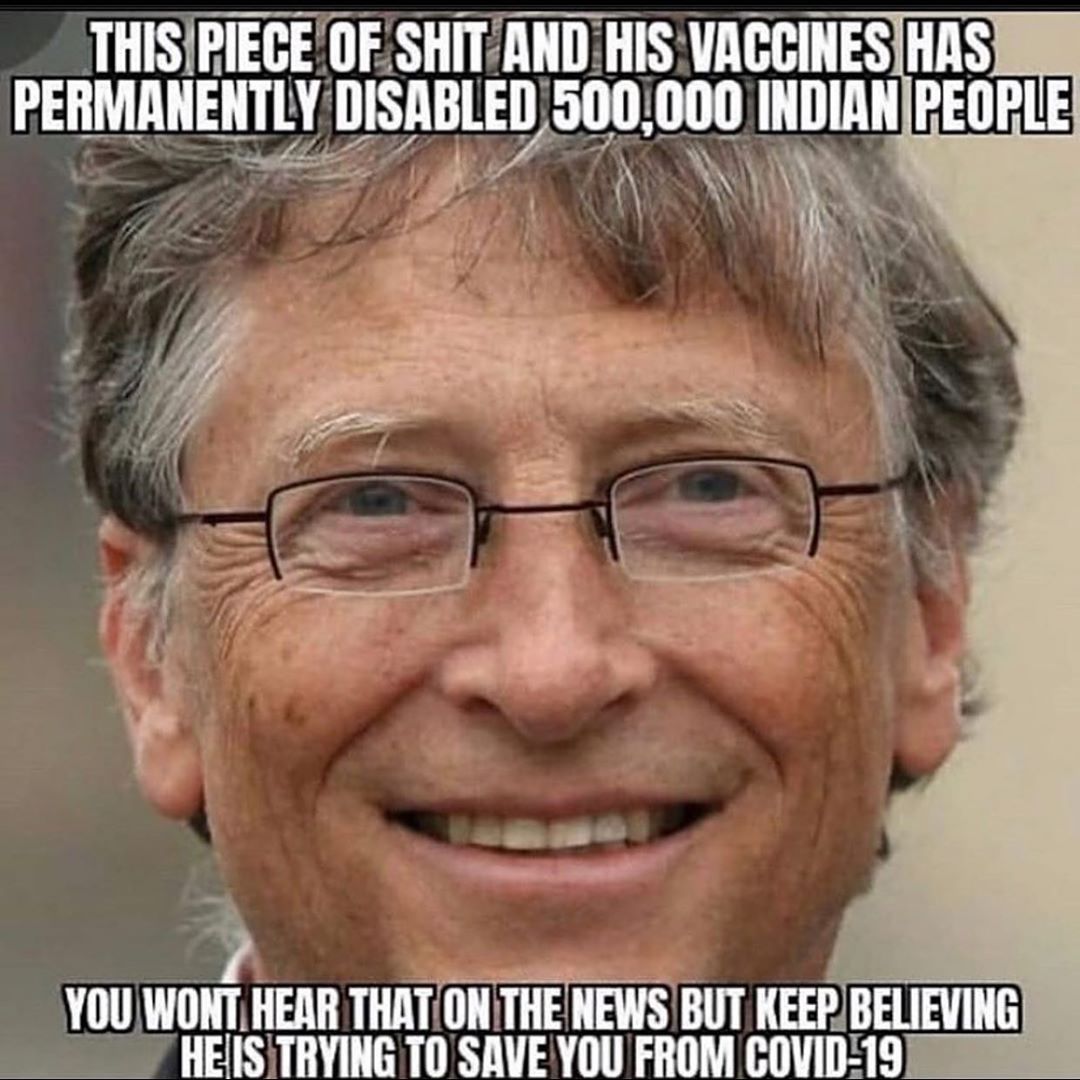 THIS PIECE OF SHIT AND HIS VACCINES HAS
PERMANENTLY DISABLED 500,000 INDIAN PEOPLE
YOU WONT HEAR THAT ON THE NEWS BUT KEEP BELIEVING
HE IS TRYING TO SAVE YOU FROM COVID-19